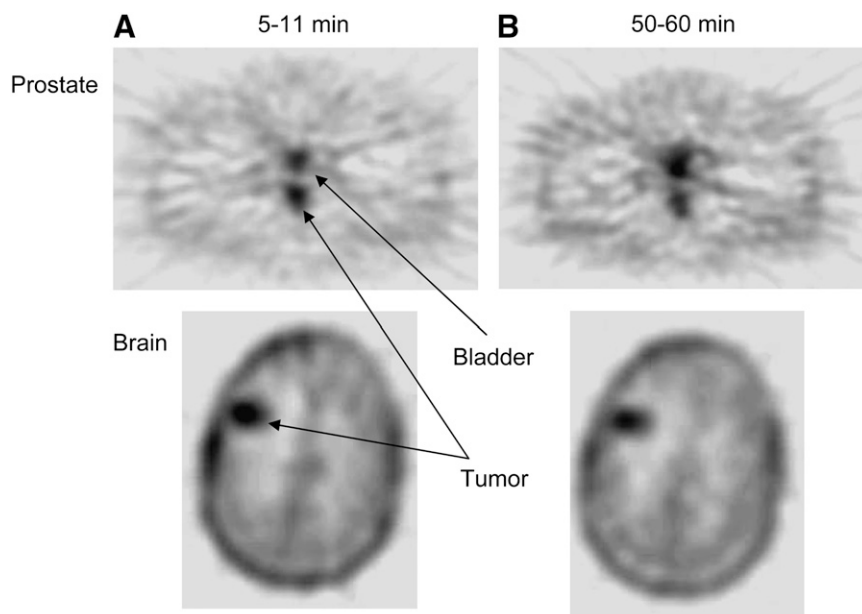 A 5-11 min
B 50-60 min
Prostate
Brain
Bladder
Tumor